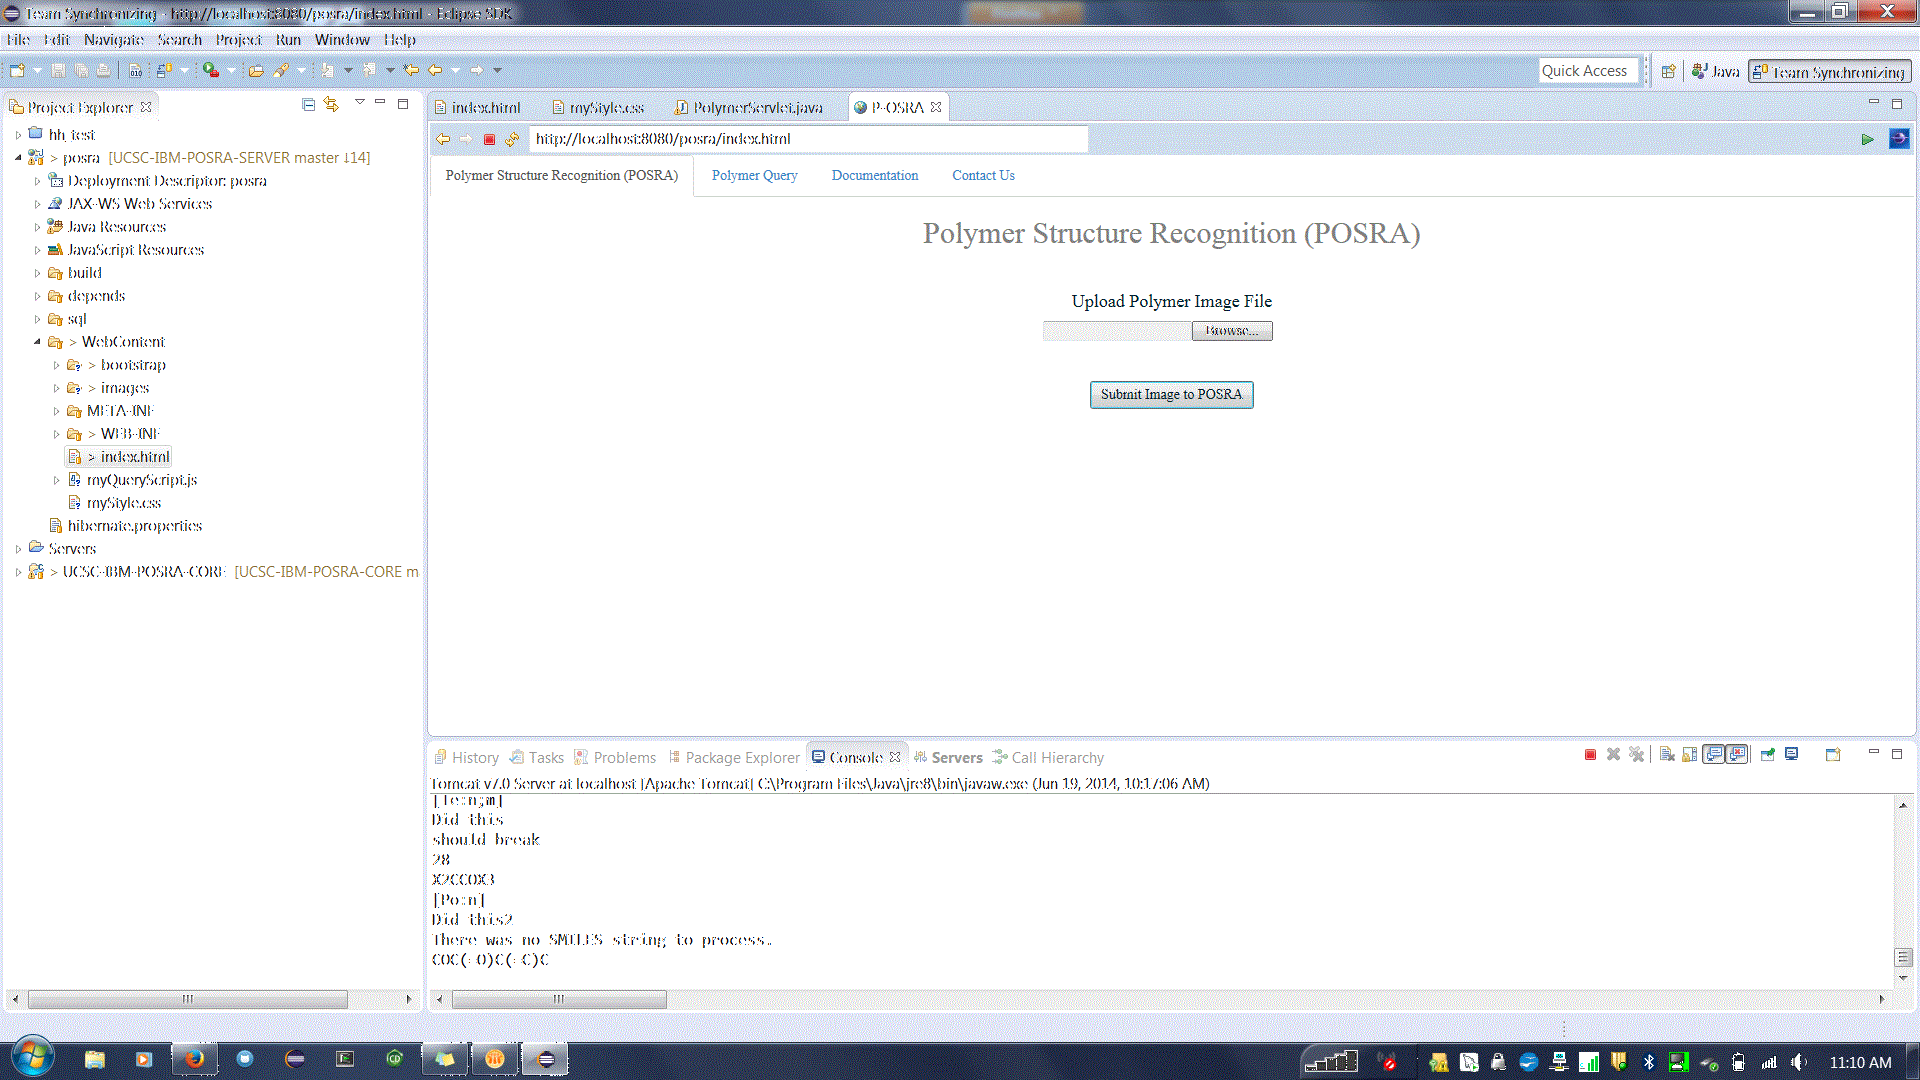 Team Synchronizing - http://localhost:8080/posra/index.html - Eclipse SDK
File Edit Navigate Search Project Run Window Help
Quick Access
Java
Team Synchronizing
Project Explorer
hh_test
> posra [UCSC-IBM-POSRA-SERVER master ↓14]
Deployment Descriptor: posra
JAX-WS Web Services
Java Resources
JavaScript Resources
build
depends
sql
> WebContent
> bootstrap
> images
META-INF
> WEB-INF
> index.html
myQueryScript.js
myStyle.css
hibernate.properties
Servers
> UCSC-IBM-POSRA-CORE [UCSC-IBM-POSRA-CORE m
index.html myStyle.css PolymerServlet.java P-OSRA
http://localhost:8080/posra/index.html
Polymer Structure Recognition (POSRA) Polymer Query Documentation Contact Us
Polymer Structure Recognition (POSRA)
Upload Polymer Image File
Browse...
Submit Image to POSRA
History Tasks Problems Package Explorer Console Servers Call Hierarchy
Tomcat v7.0 Server at localhost [Apache Tomcat] C:\Program Files\Java\jre8\bin\javaw.exe (Jun 19, 2014, 10:17:06 AM)
Did this
should break
28
X2CCOX3
[Po:n]
Did this2
There was no SMILES string to process.
COC(=O)C(=C)C
11:10 AM